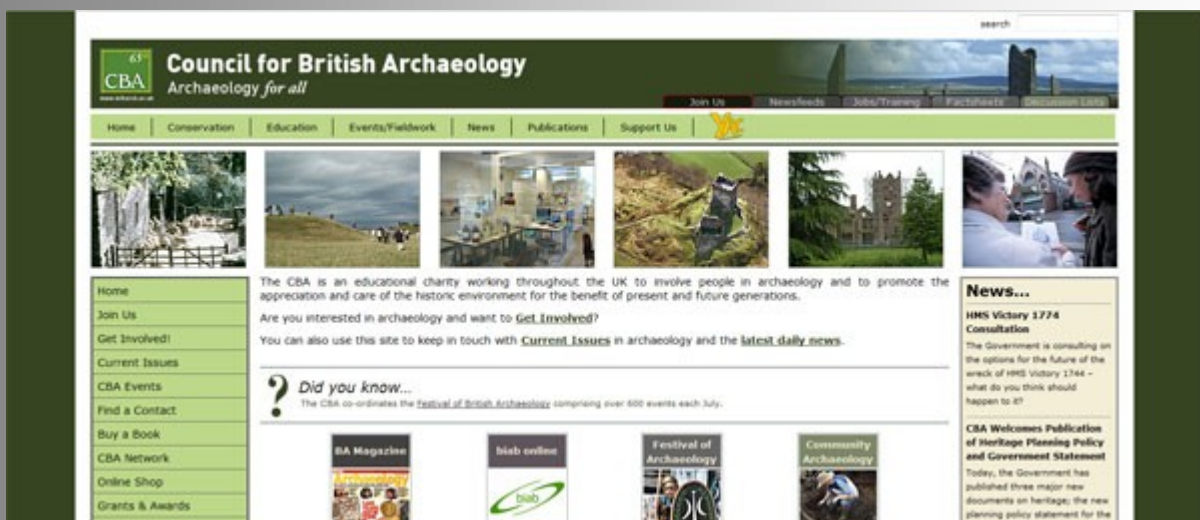 search
65
CBA
Council for British Archaeology
Archaeology for all
Join Us Newsfeeds Jobs/Training Factsheets Discussion Lists
Home Conservation Education Events/Fieldwork News Publications Support Us YAC
Home
Join Us
Get Involved!
Current Issues
CBA Events
Find a Contact
Buy a Book
CBA Network
Online Shop
Grants & Awards
The CBA is an educational charity working throughout the UK to involve people in archaeology and to promote the
appreciation and care of the historic environment for the benefit of present and future generations.
Are you interested in archaeology and want to Get Involved?
You can also use this site to keep in touch with Current Issues in archaeology and the latest daily news.
? Did you know...
The CBA co-ordinates the Festival of British Archaeology comprising over 600 events each July.
BA Magazine
Archaeology
biab online
biab
Festival of
Archaeology
Community
Archaeology
News...
HMS Victory 1774
Consultation
The Government is consulting on
the options for the future of the
wreck of HMS Victory 1744 –
what do you think should
happen to it?
CBA Welcomes Publication
of Heritage Planning Policy
and Government Statement
Today, the Government has
published three major new
documents on heritage; the new
planning policy statement for the